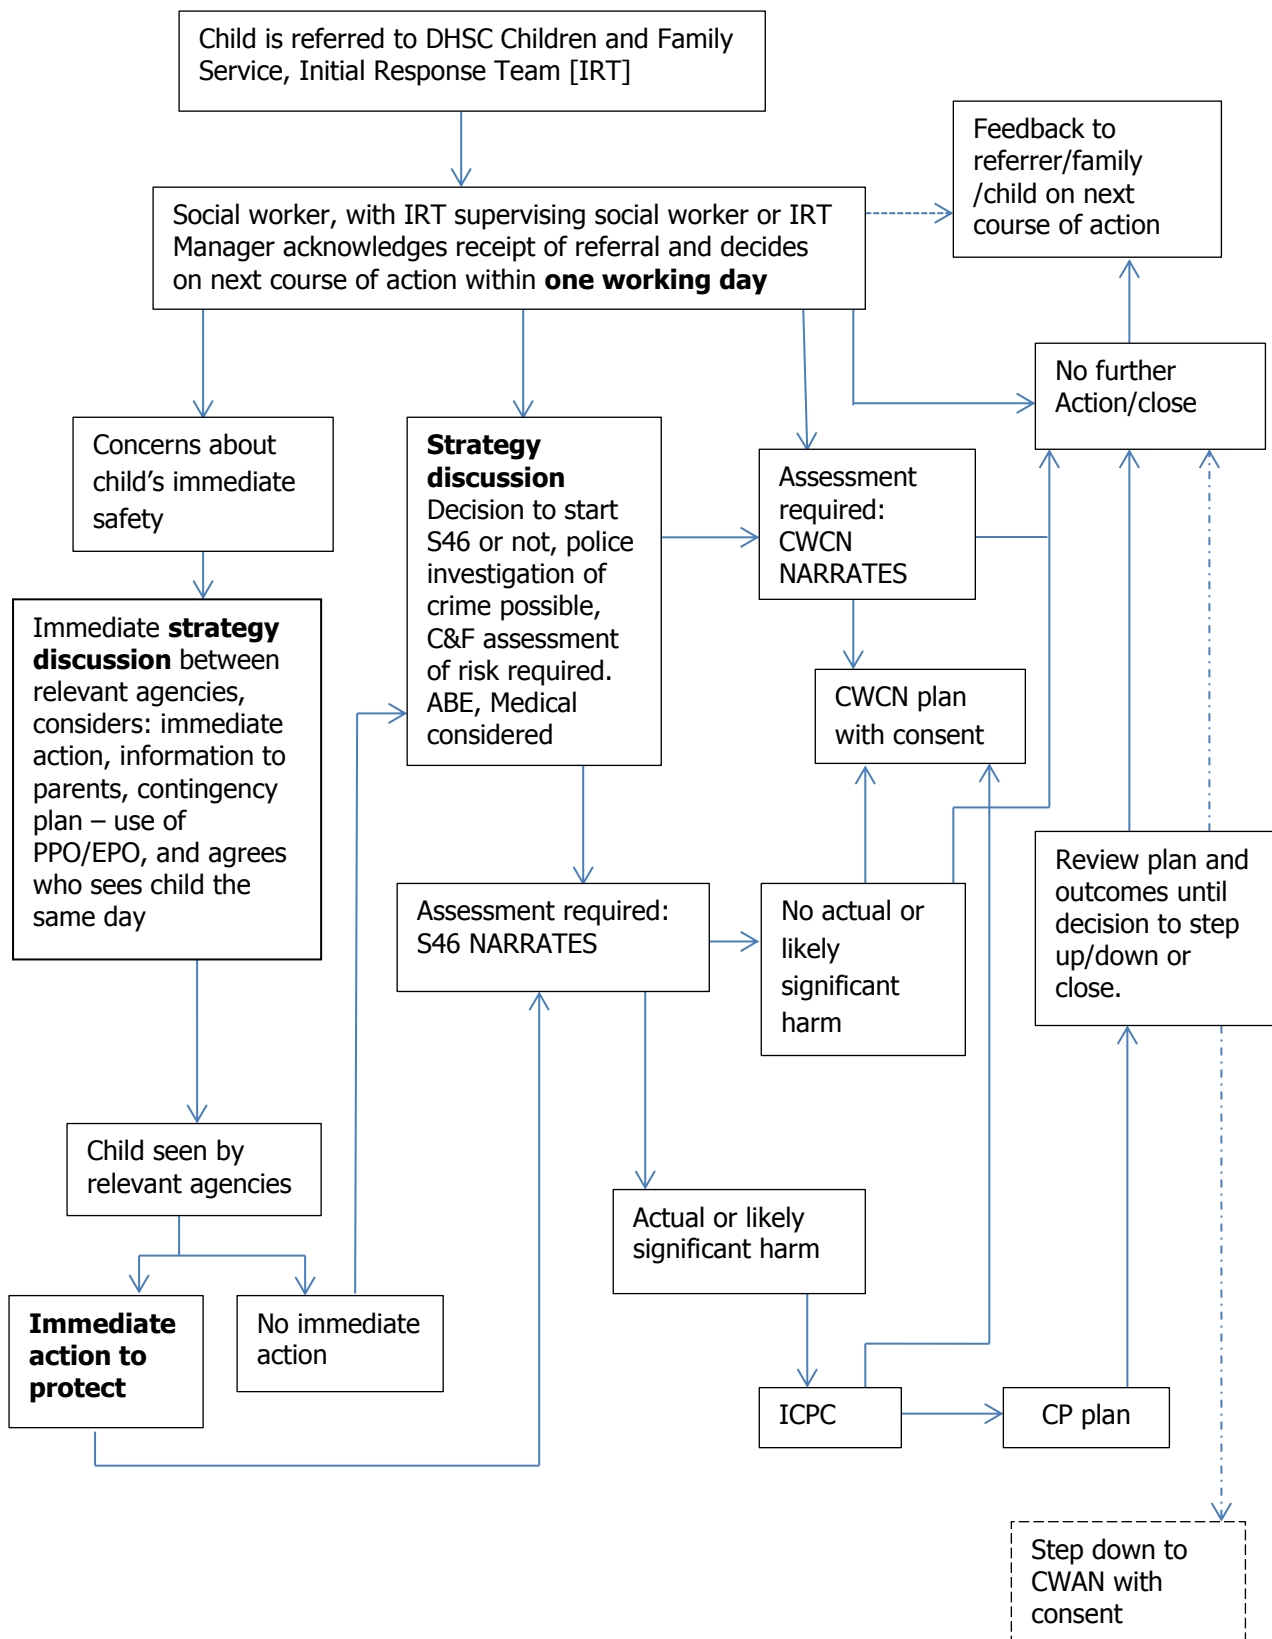 Child is referred to DHSC Children and Family
Service, Initial Response Team [IRT]
Feedback to
referrer/family
/child on next
course of action
Social worker, with IRT supervising social worker or IRT
Manager acknowledges receipt of referral and decides
on next course of action within one working day
No further
Action/close
Concerns about
child’s immediate
safety
Strategy
discussion
Decision to start
S46 or not, police
investigation of
crime possible,
C&F assessment
of risk required.
ABE, Medical
considered
Assessment
required:
CWCN
NARRATES
Immediate strategy
discussion between
relevant agencies,
considers: immediate
action, information to
parents, contingency
plan – use of
PPO/EPO, and agrees
who sees child the
same day
CWCN plan
with consent
Review plan and
outcomes until
decision to step
up/down or
close.
Assessment required:
S46 NARRATES
No actual or
likely
significant
harm
Child seen by
relevant agencies
Actual or likely
significant harm
Immediate
action to
protect
No immediate
action
ICPC
CP plan
Step down to
CWAN with
consent